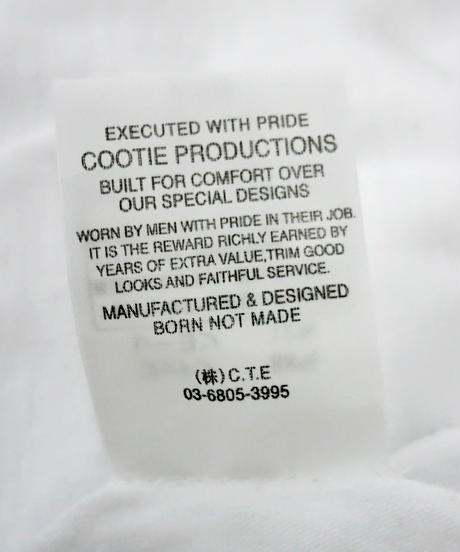 EXECUTED WITH PRIDE
COOTIE PRODUCTIONS
BUILT FOR COMFORT OVER
OUR SPECIAL DESIGNS
WORN BY MEN WITH PRIDE IN THEIR JOB.
IT IS THE REWARD RICHLY EARNED BY
YEARS OF EXTRA VALUE,TRIM GOOD
LOOKS AND FAITHFUL SERVICE.
MANUFACTURED & DESIGNED
BORN NOT MADE
(株)C.T.E
03-6805-3995